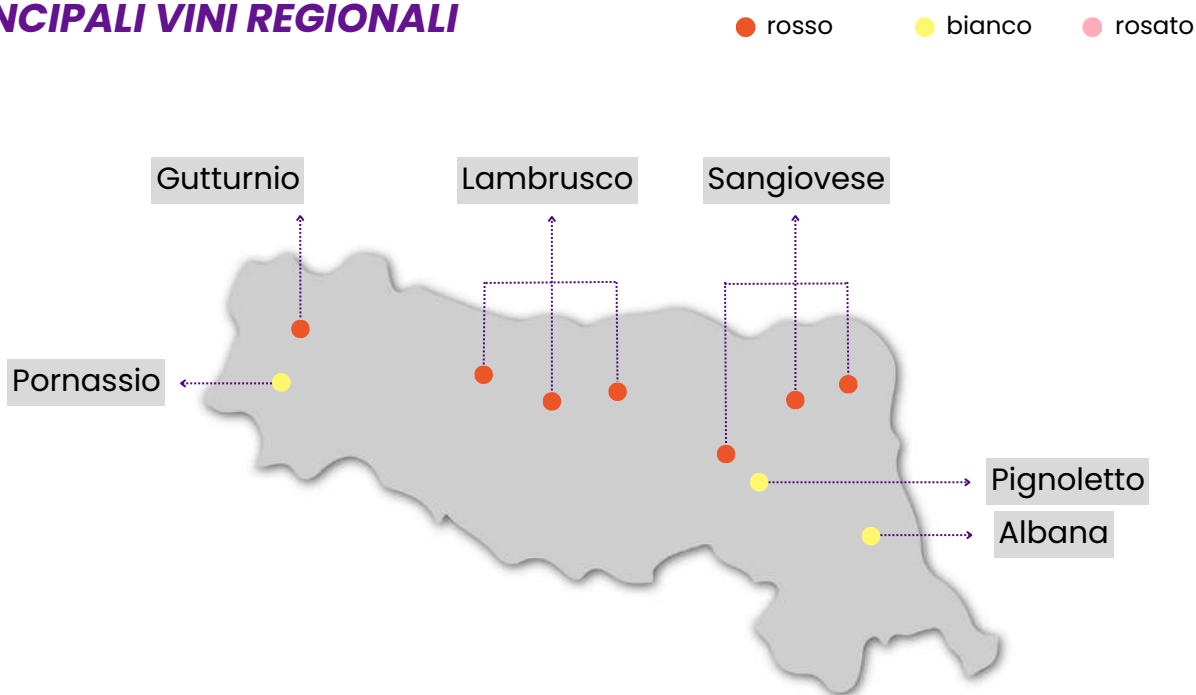 NCIPALI VINI REGIONALI
rosso
bianco
rosato
Gutturnio
Lambrusco
Sangiovese
Pornassio
Pignoletto
Albana